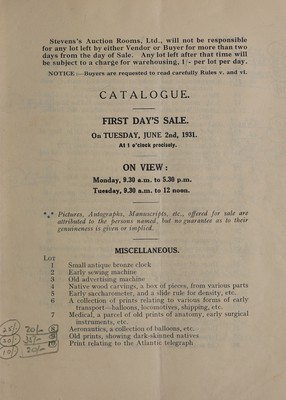 Stevens's Auction Rooms, Ltd., will not be responsible
for any lot left by either Vendor or Buyer for more than two
days from the day of Sale. Any lot left after that time will
be subject to a charge for warehousing, 1/- per lot per day.
NOTICE :—Buyers are requested to read carefully Rules v. and vi.
CATALOGUE.
FIRST DAY'S SALE.
On TUESDAY, JUNE 2nd, 1931.
At 1 o'clock precisely.
ON VIEW :
Monday, 9.30 a.m. to 5.30 p.m.
Tuesday, 9.30 a.m. to 12 noon.
*** Pictures, Autographs, Manuscripts, etc., offered for sale are
attributed to the persons named, but no guarantee as to their
genuineness is given or implied.
MISCELLANEOUS.
Lot
1 Small antique bronze clock
2 Early sewing machine
3 Old advertising machine
4 Native wood carvings, a box of pieces, from various parts
5 Early saccharometer, and a slide rule for density, etc.
6 A collection of prints relating to various forms of early
transport—balloons, locomotives, shipping, etc.
7 Medical, a parcel of old prints of anatomy, early surgical
instruments, etc.
25/- 20/- 8 Aeronautics, a collection of balloons, etc.
20/- 35/- 9 Old prints, showing dark-skinned natives
10/- 20/- 10 Print relating to the Atlantic telegraph